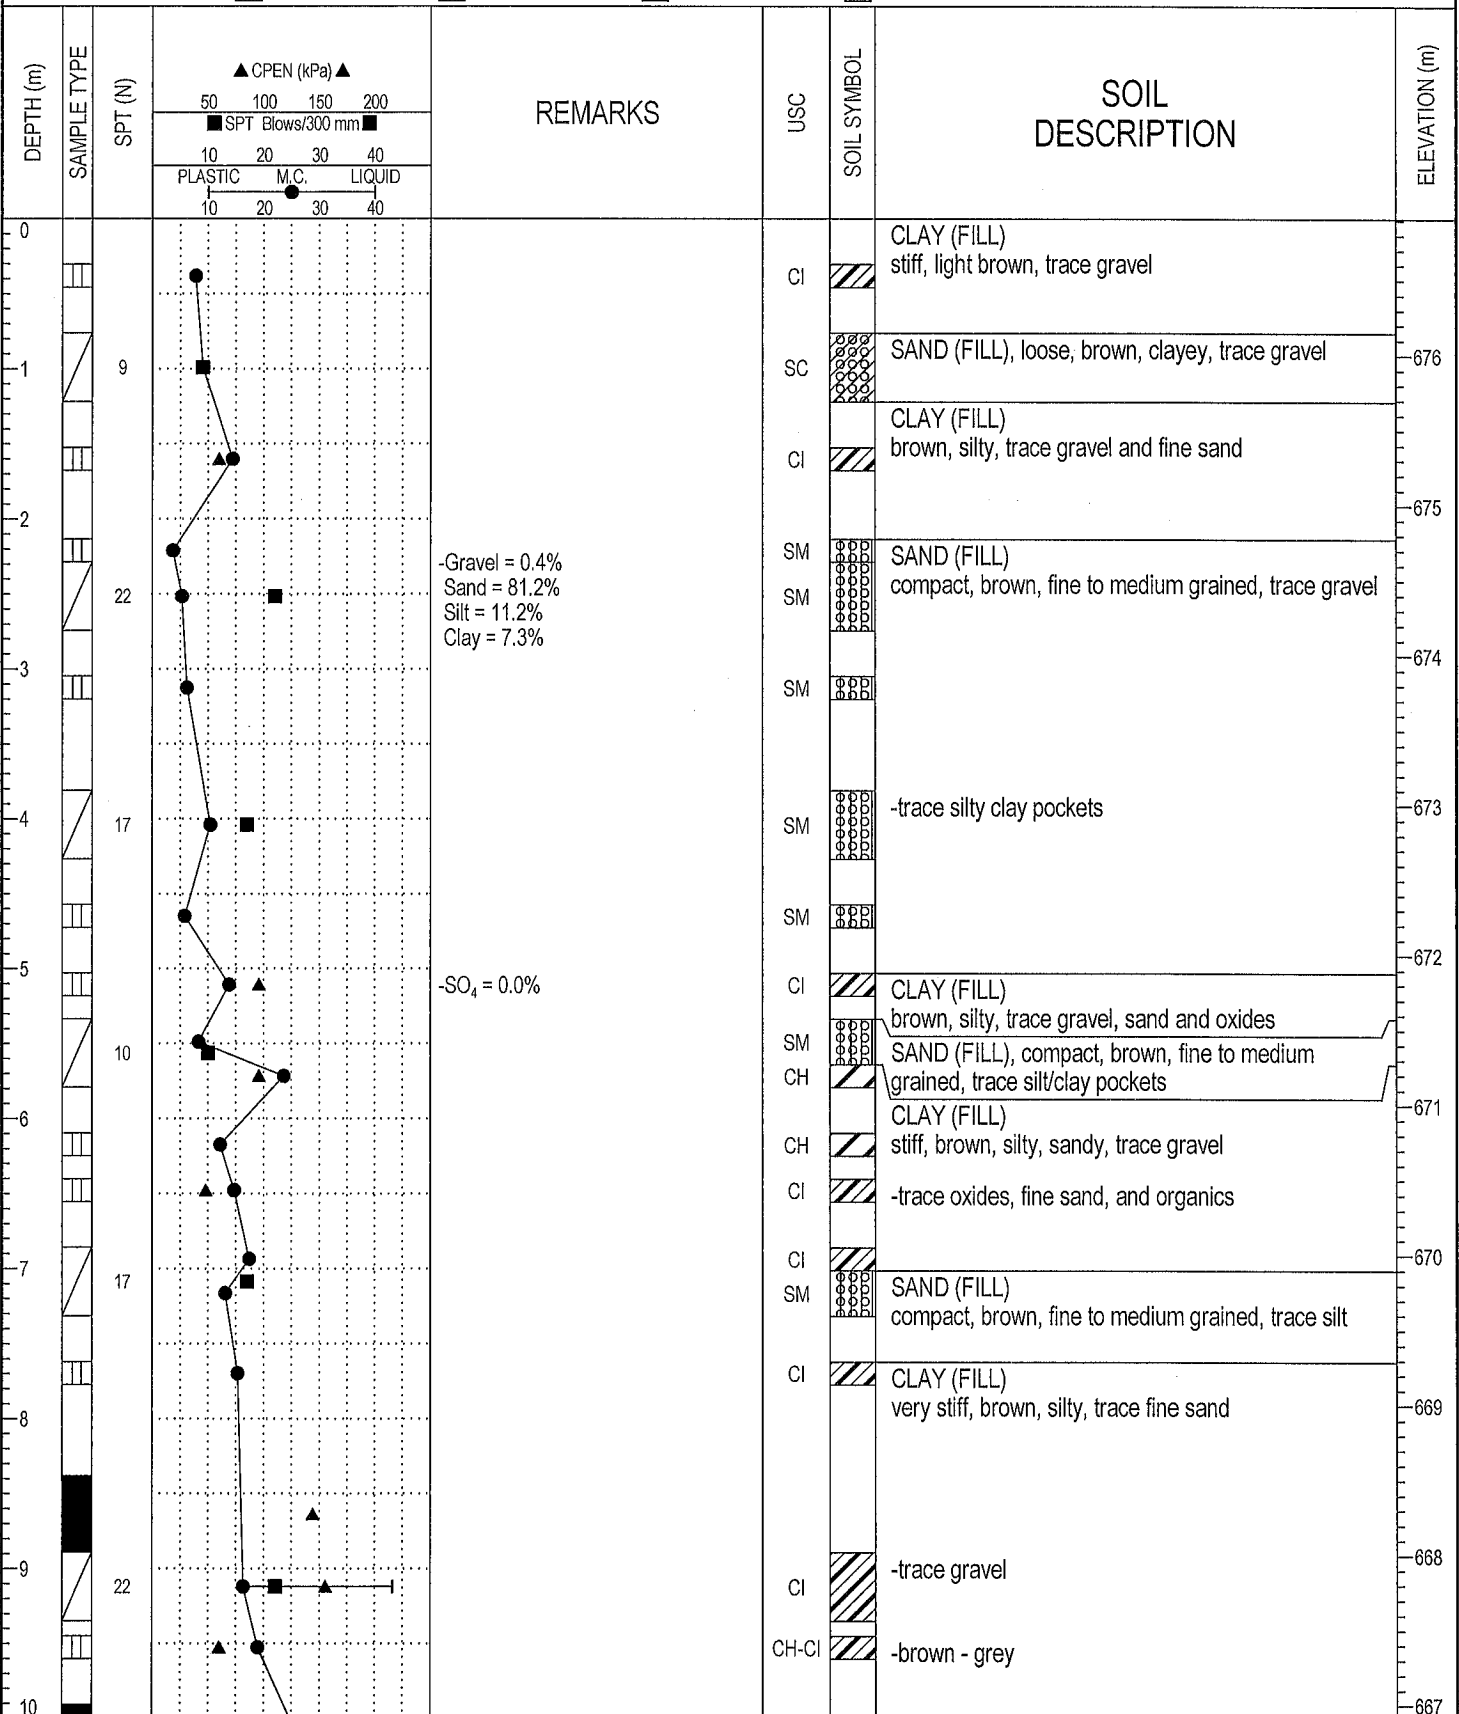 DEPTH (m)
SAMPLE TYPE
SPT (N)
▲ CPEN (kPa) ▲
50 100 150 200
■ SPT Blows/300 mm ■
10 20 30 40
PLASTIC M.C. LIQUID
10 20 30 40
REMARKS
USC
SOIL SYMBOL
SOIL
DESCRIPTION
ELEVATION (m)
0
CLAY (FILL)
CI
stiff, light brown, trace gravel
1
9
SC
SAND (FILL), loose, brown, clayey, trace gravel
676
CLAY (FILL)
CI
brown, silty, trace gravel and fine sand
2
675
SM
SAND (FILL)
compact, brown, fine to medium grained, trace gravel
-Gravel = 0.4%
Sand = 81.2%
Silt = 11.2%
Clay = 7.3%
22
SM
3
674
SM
4
17
SM
-trace silty clay pockets
673
SM
5
672
-SO₄ = 0.0%
CI
CLAY (FILL)
brown, silty, trace gravel, sand and oxides
10
SM
SAND (FILL), compact, brown, fine to medium
grained, trace silt/clay pockets
CH
6
671
CLAY (FILL)
CH
stiff, brown, silty, sandy, trace gravel
CI
-trace oxides, fine sand, and organics
7
CI
670
17
SM
SAND (FILL)
compact, brown, fine to medium grained, trace silt
CI
CLAY (FILL)
very stiff, brown, silty, trace fine sand
8
669
9
668
22
CI
-trace gravel
CH-CI
-brown - grey
10
667